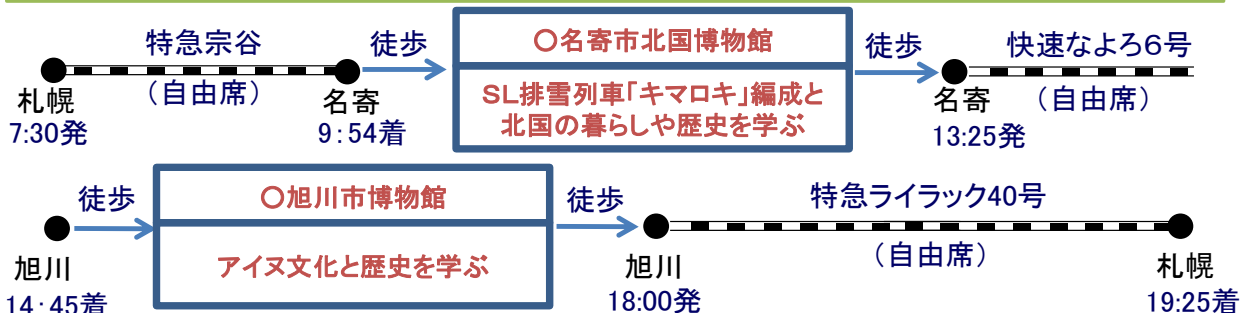 特急宗谷
徒歩
○名寄市北国博物館
徒歩
快速なよろ6号
(自由席)
SL排雪列車「キマロキ」編成と
北国の暮らしや歴史を学ぶ
(自由席)
札幌
7:30発
名寄
9:54着
名寄
13:25発
徒歩
○旭川市博物館
徒歩
特急ライラック40号
アイヌ文化と歴史を学ぶ
(自由席)
旭川
14:45着
旭川
18:00発
札幌
19:25着